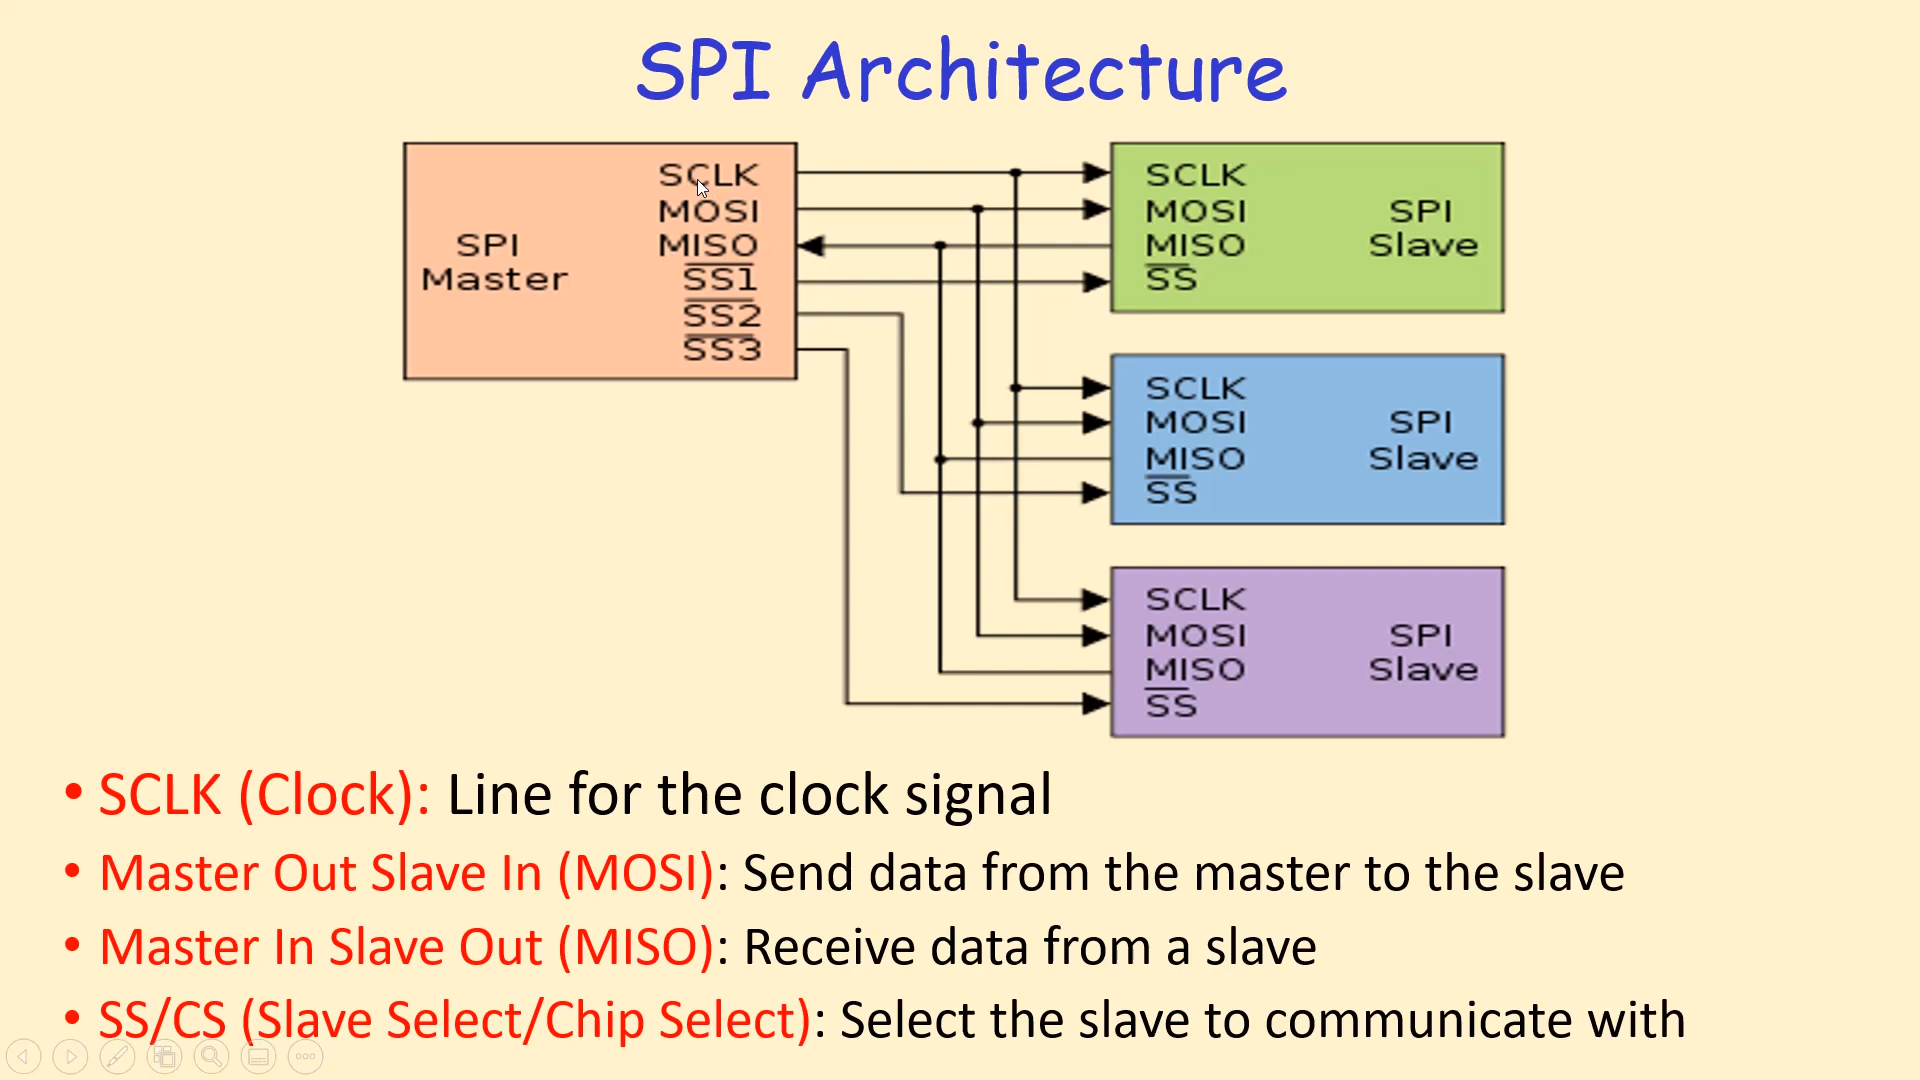 SPI Architecture
SPI
Master
SCLK
MOSI
MISO
SS1
SS2
SS3
SCLK
MOSI
MISO
SS
SPI
Slave
SCLK
MOSI
MISO
SS
SPI
Slave
SCLK
MOSI
MISO
SS
SPI
Slave
• SCLK (Clock): Line for the clock signal
• Master Out Slave In (MOSI): Send data from the master to the slave
• Master In Slave Out (MISO): Receive data from a slave
• SS/CS (Slave Select/Chip Select): Select the slave to communicate with